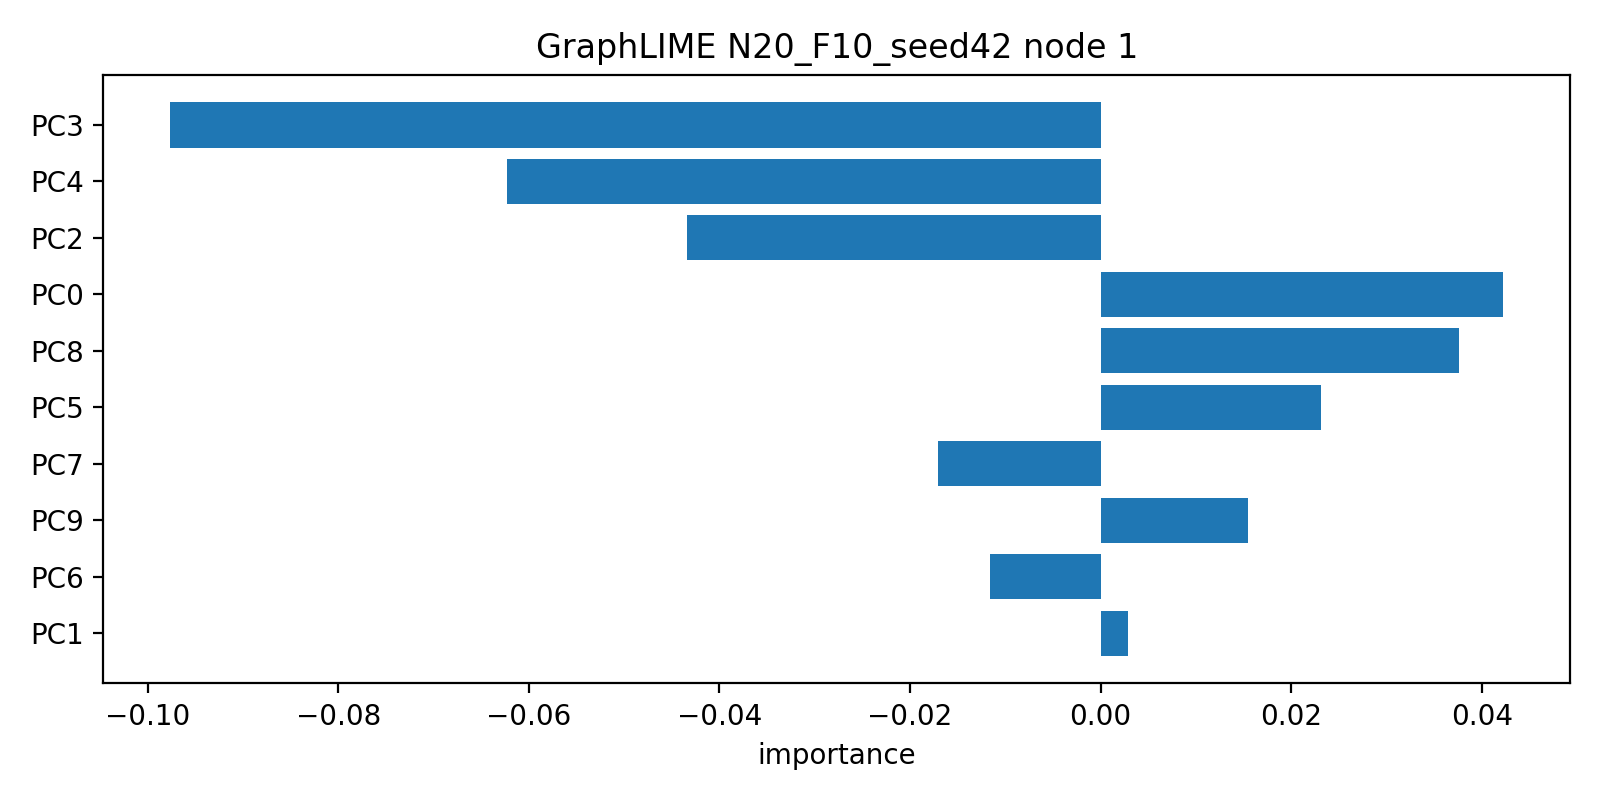 GraphLIME N20_F10_seed42 node 1
PC3
PC4
PC2
PC0
PC8
PC5
PC7
PC9
PC6
PC1
−0.10 −0.08 −0.06 −0.04 −0.02 0.00 0.02 0.04
importance